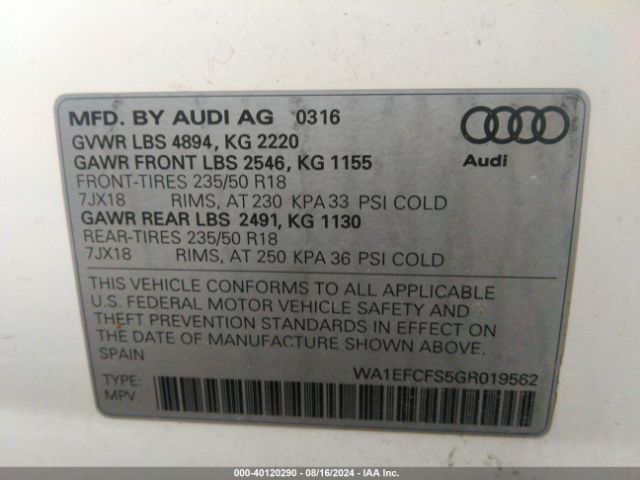 MFD. BY AUDI AG 0316
GVWR LBS 4894, KG 2220
GAWR FRONT LBS 2546, KG 1155
FRONT-TIRES 235/50 R18
7JX18 RIMS, AT 230 KPA 33 PSI COLD
GAWR REAR LBS 2491, KG 1130
REAR-TIRES 235/50 R18
7JX18 RIMS, AT 250 KPA 36 PSI COLD
Audi
THIS VEHICLE CONFORMS TO ALL APPLICABLE
U.S. FEDERAL MOTOR VEHICLE SAFETY AND
THEFT PREVENTION STANDARDS IN EFFECT ON
THE DATE OF MANUFACTURE SHOWN ABOVE.
SPAIN
WA1EFCFS5GR019562
TYPE:
MPV
000-40120290 - 08/16/2024 - IAA Inc.